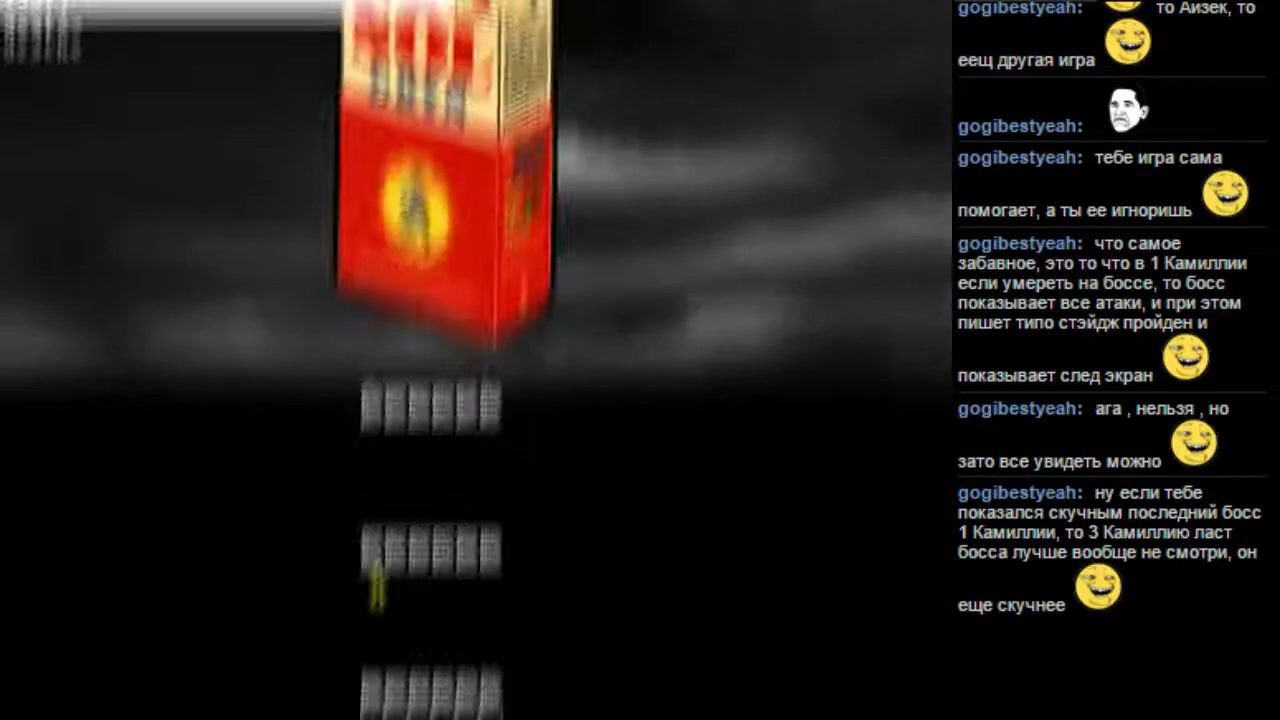 gogibestyeah: то Айзек, то
еещ другая игра
gogibestyeah:
gogibestyeah: тебе игра сама
помогает, а ты ее игноришь
gogibestyeah: что самое
забавное, это то что в 1 Камиллии
если умереть на боссе, то босс
показывает все атаки, и при этом
пишет типо стэйдж пройден и
показывает след экран
gogibestyeah: ага , нельзя , но
зато все увидеть можно
gogibestyeah: ну если тебе
показался скучным последний босс
1 Камиллии, то 3 Камиллию ласт
босса лучше вообще не смотри, он
еще скучнее